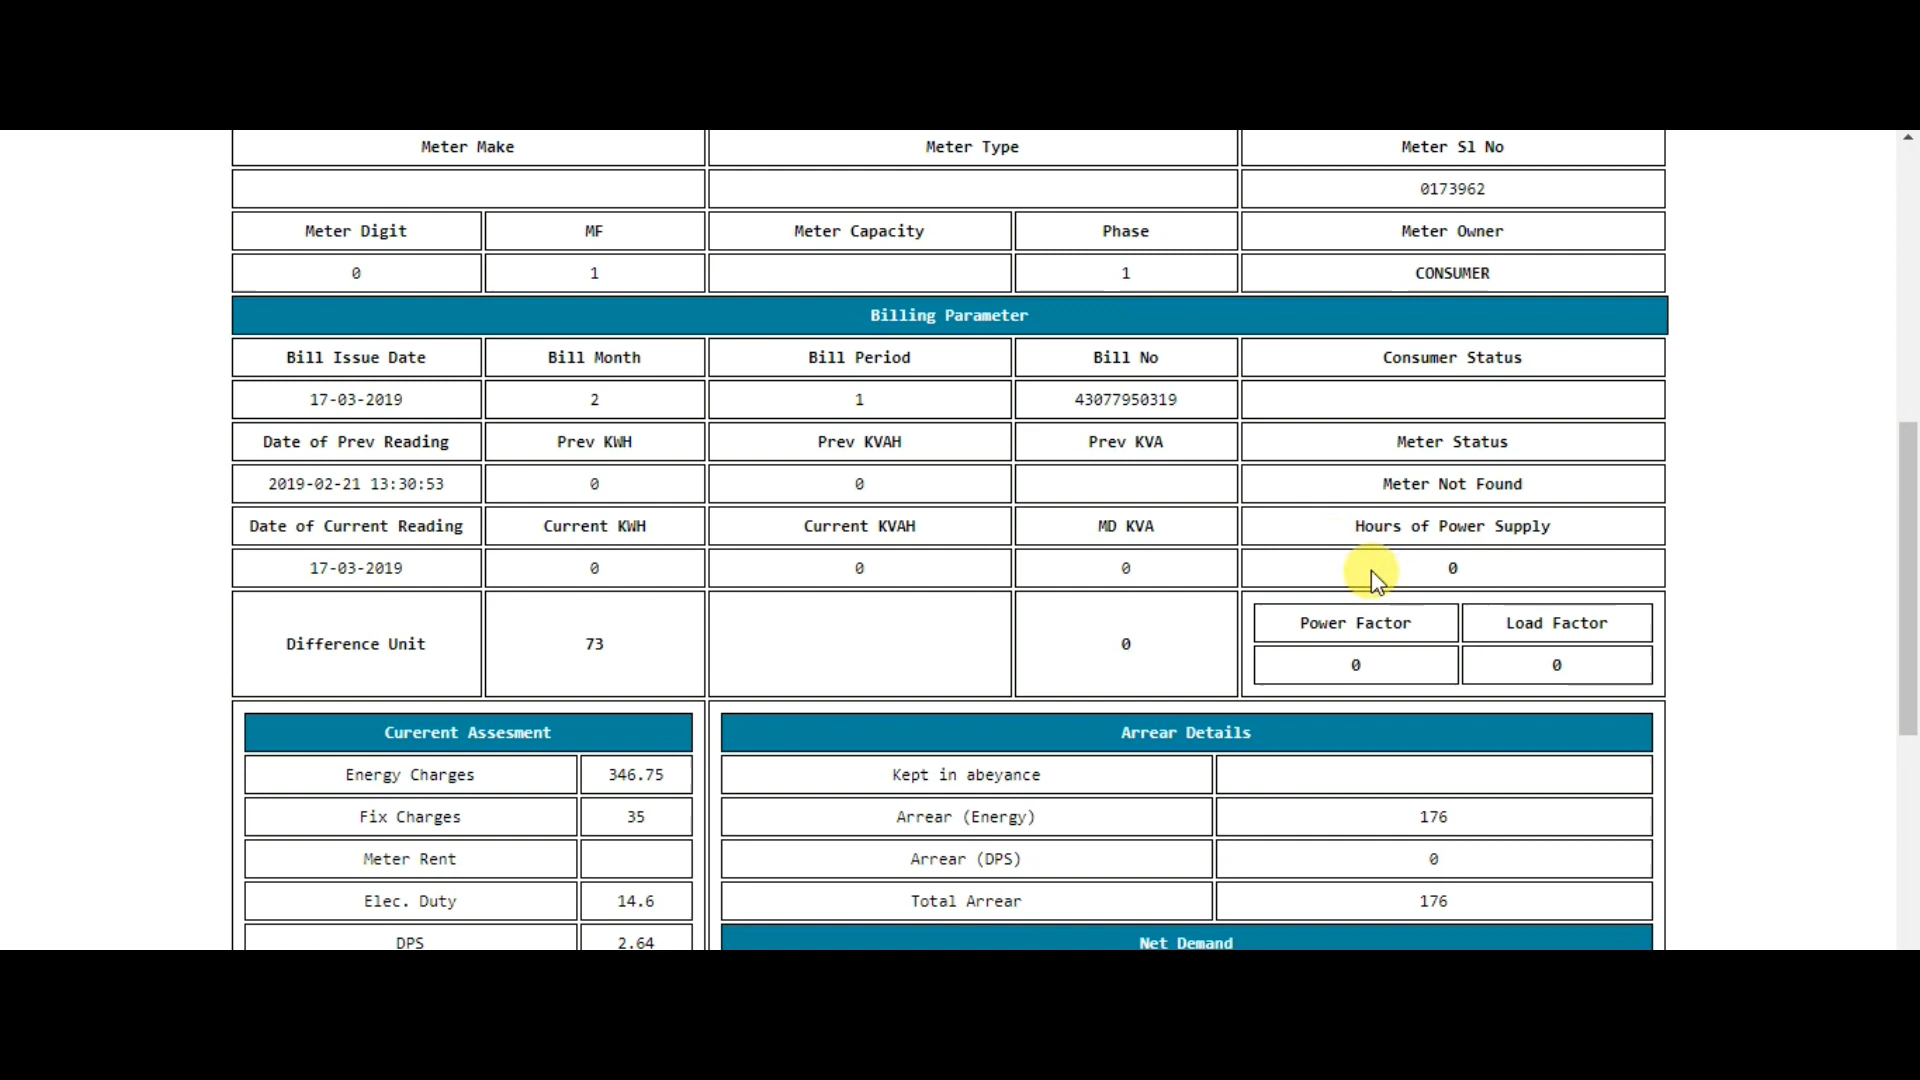 Meter Make Meter Type Meter Sl No
0173962
Meter Digit MF Meter Capacity Phase Meter Owner
0 1 1 CONSUMER
Billing Parameter
Bill Issue Date Bill Month Bill Period Bill No Consumer Status
17-03-2019 2 1 43077950319
Date of Prev Reading Prev KWH Prev KVAH Prev KVA Meter Status
2019-02-21 13:30:53 0 0 Meter Not Found
Date of Current Reading Current KWH Current KVAH MD KVA Hours of Power Supply
17-03-2019 0 0 0 0
Difference Unit 73 0
Power Factor Load Factor
0 0
Curerent Assesment
Energy Charges 346.75
Fix Charges 35
Meter Rent
Elec. Duty 14.6
DPS 2.64
Arrear Details
Kept in abeyance
Arrear (Energy) 176
Arrear (DPS) 0
Total Arrear 176
Net Demand